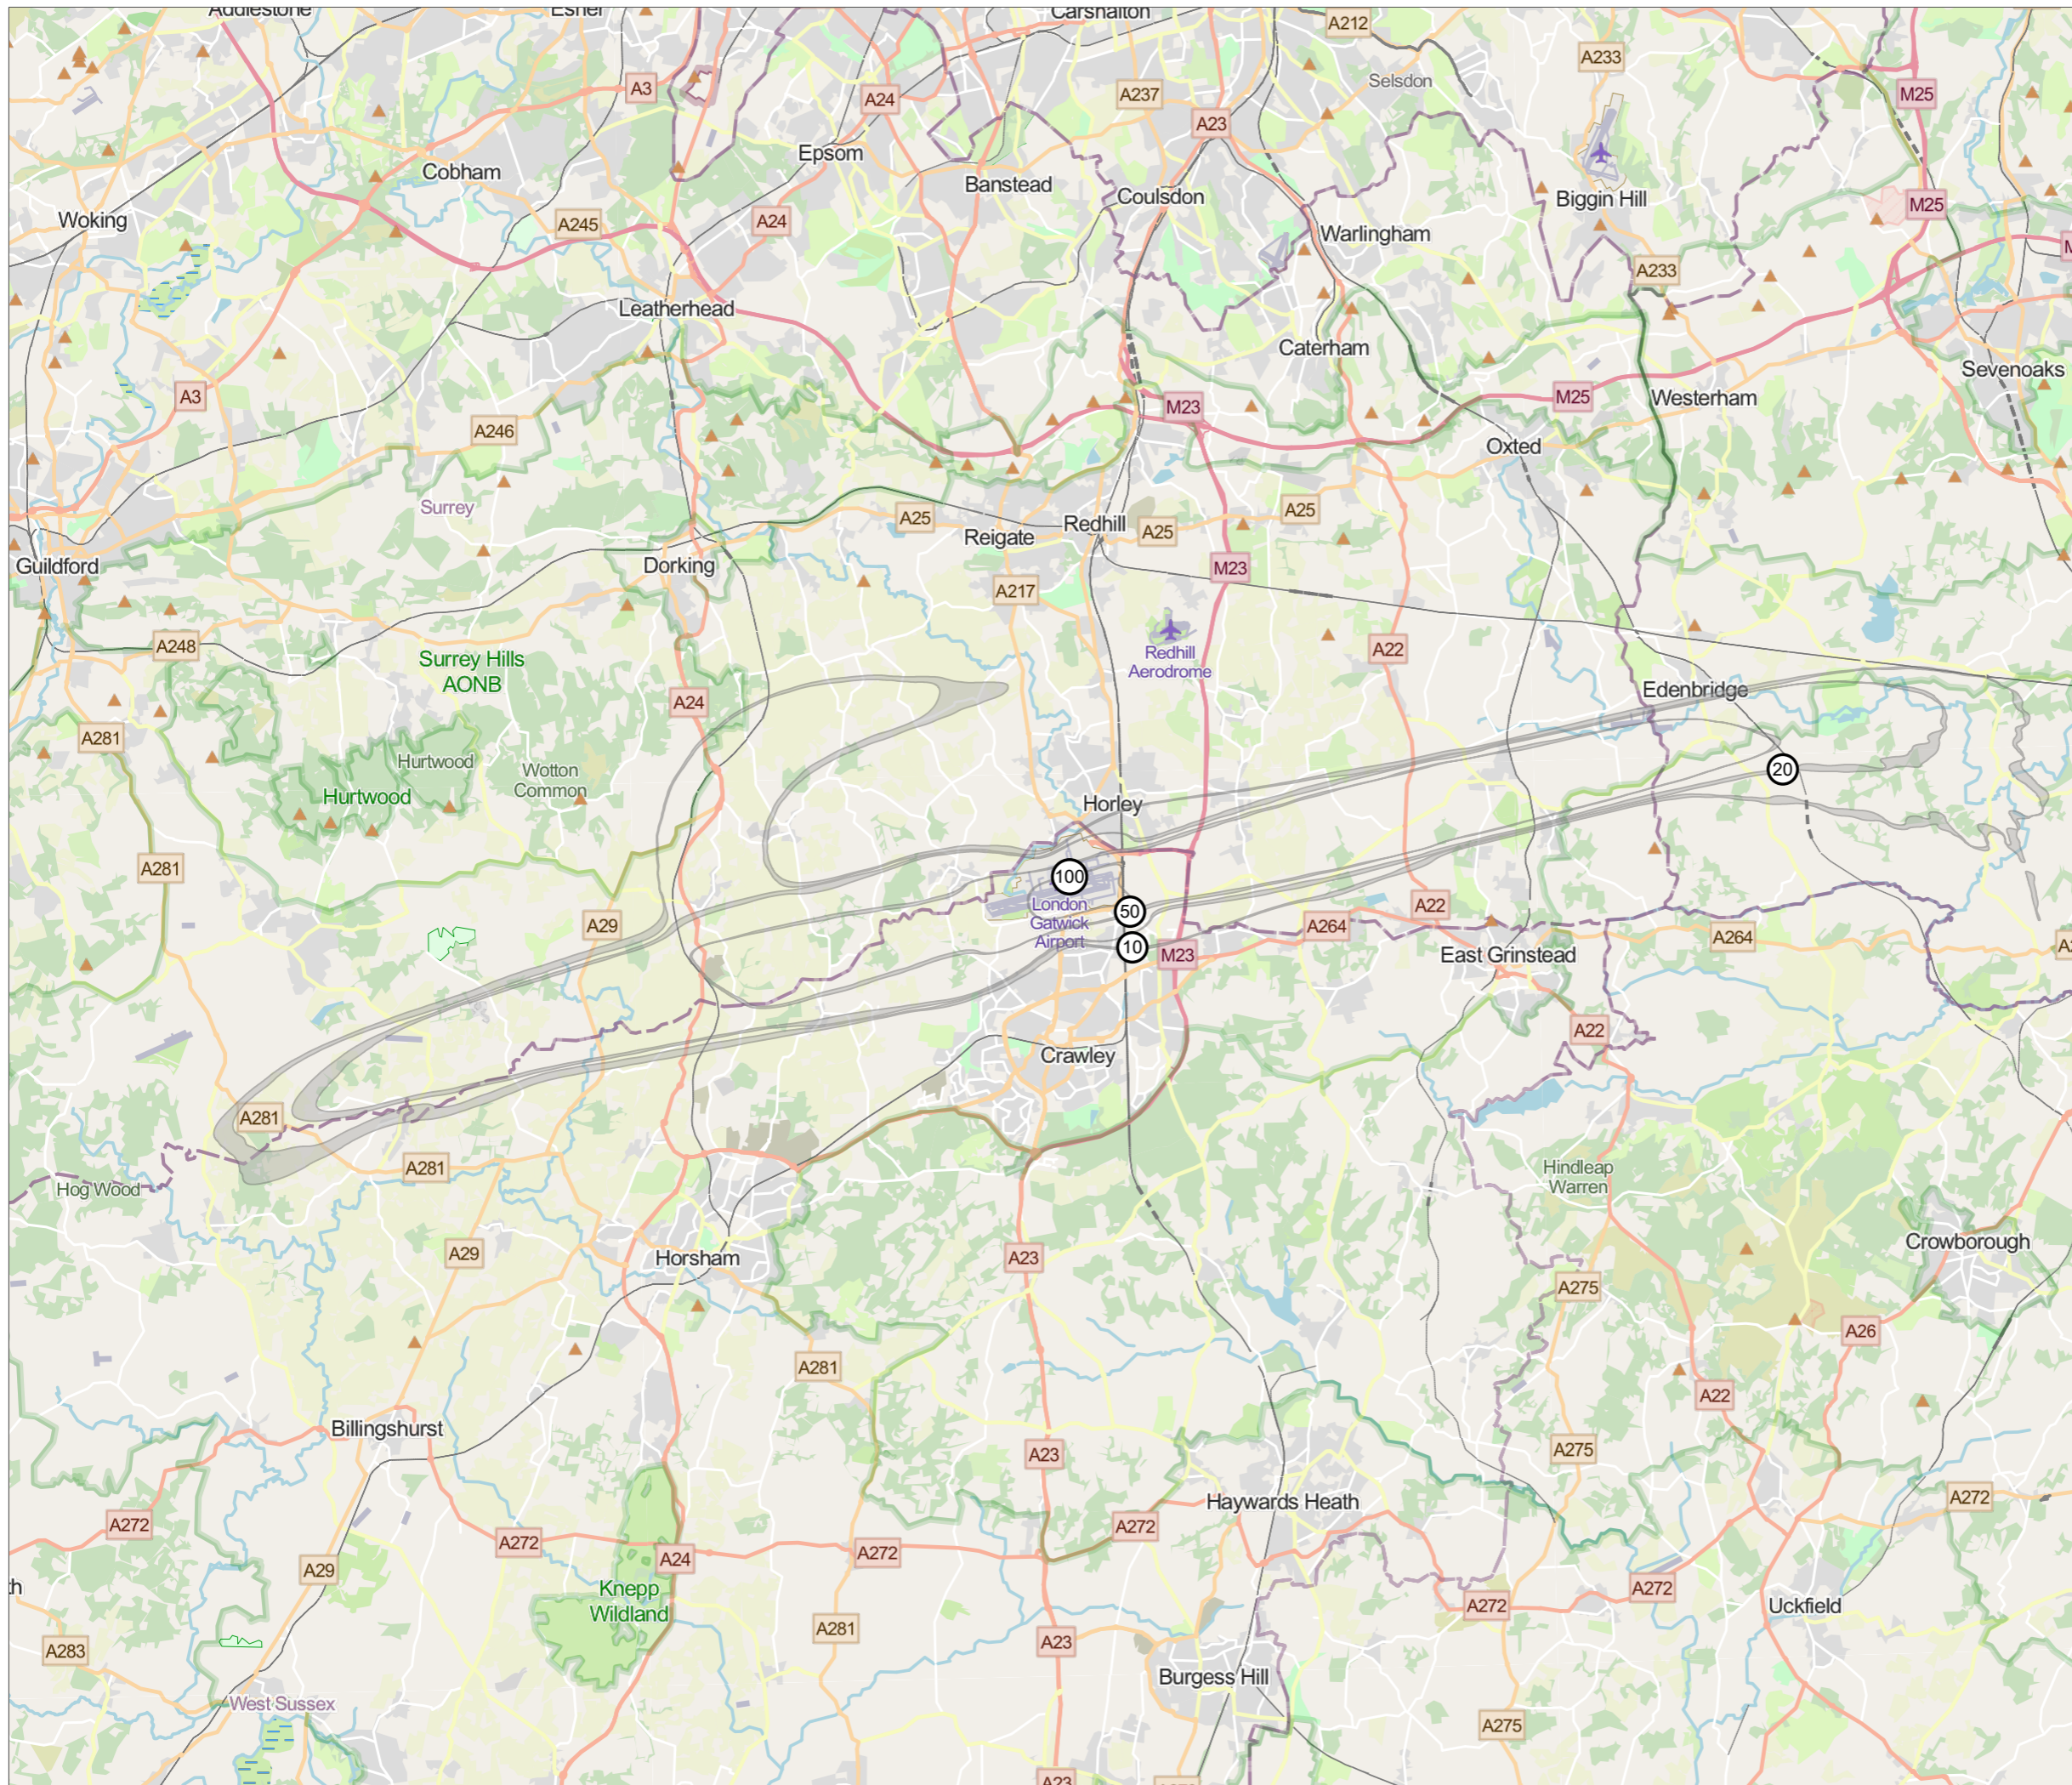 Addlestone
Esher
Carshalton
A212
A233
Selsdon
A3
A24
A237
M25
A23
Epsom
Cobham
Banstead
Coulsdon
Biggin Hill
M25
Woking
A245
A24
Warlingham
A233
Leatherhead
Caterham
Sevenoaks
A3
M23
M25
Westerham
A246
Oxted
Surrey
A25
A25
A25
Reigate
Redhill
Guildford
Dorking
M23
A217
A248
A22
Surrey Hills
AONB
Redhill
Aerodrome
Edenbridge
A24
A281
Hurtwood
Wotton
Common
20
Hurtwood
Horley
A281
100
London
Gatwick
Airport
50
A22
A29
A264
A264
10
M23
East Grinstead
A22
Crawley
A281
A281
Hog Wood
Hindleap
Warren
A29
Horsham
A23
Crowborough
A275
A26
A281
A22
Billingshurst
A23
A275
Haywards Heath
A272
A272
A272
A272
A272
A29
A24
Knepp
Wildland
A272
A272
Uckfield
A281
A283
A23
Burgess Hill
West Sussex
A275
A23